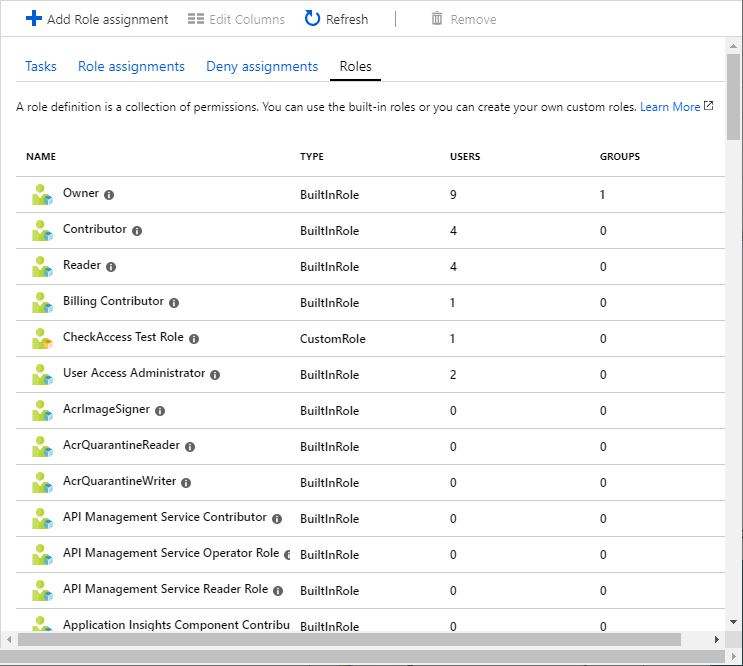 Add Role assignment Edit Columns Refresh Remove
Tasks Role assignments Deny assignments Roles
A role definition is a collection of permissions. You can use the built-in roles or you can create your own custom roles. Learn More
NAME TYPE USERS GROUPS
Owner BuiltInRole 9 1
Contributor BuiltInRole 4 0
Reader BuiltInRole 4 0
Billing Contributor BuiltInRole 1 0
CheckAccess Test Role CustomRole 1 0
User Access Administrator BuiltInRole 2 0
AcrImageSigner BuiltInRole 0 0
AcrQuarantineReader BuiltInRole 0 0
AcrQuarantineWriter BuiltInRole 0 0
API Management Service Contributor BuiltInRole 0 0
API Management Service Operator Role BuiltInRole 0 0
API Management Service Reader Role BuiltInRole 0 0
Application Insights Component Contribu BuiltInRole 0 0